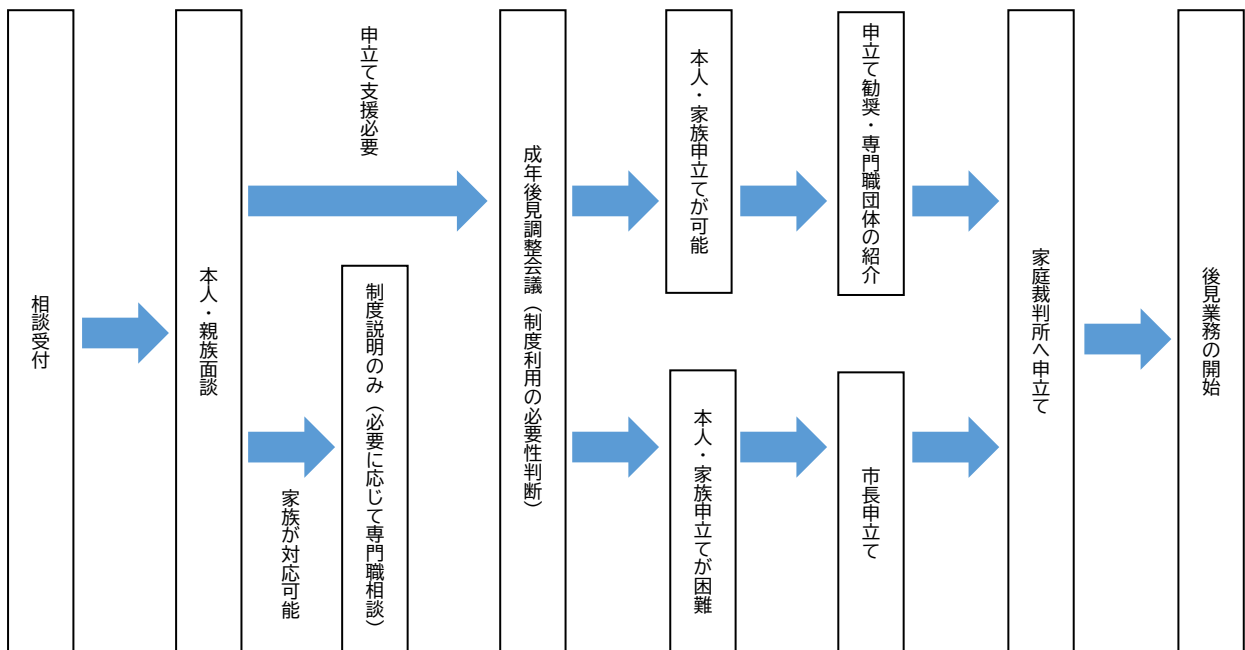 相談受付
本人・親族面談
申立て支援必要
家族が対応可能
制度説明のみ（必要に応じて専門職相談）
成年後見調整会議（制度利用の必要性判断）
本人・家族申立てが可能
本人・家族申立てが困難
申立て勧奨・専門職団体の紹介
市長申立て
家庭裁判所へ申立て
後見業務の開始